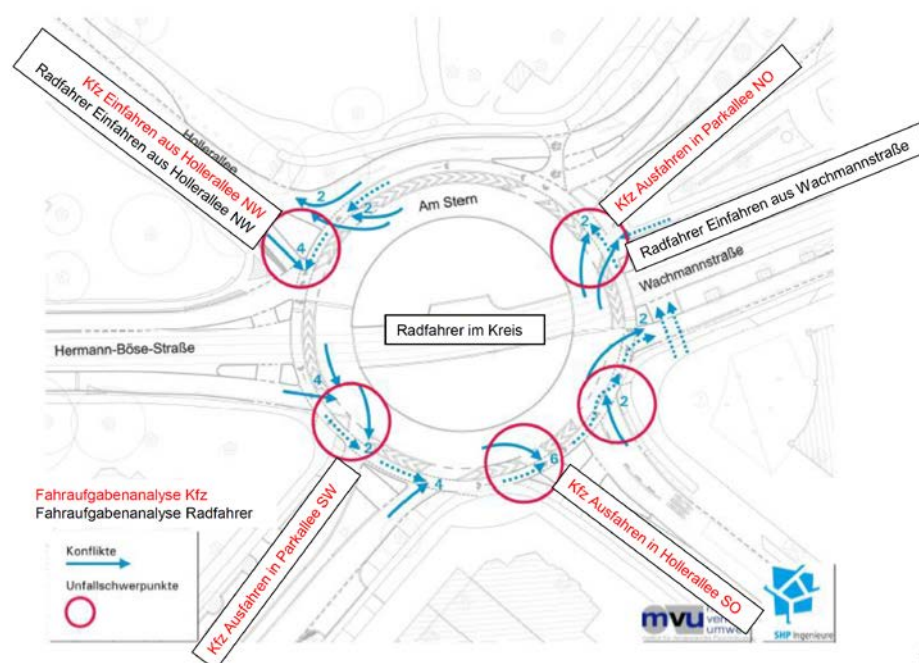 Kfz Einfahren aus Hollerallee NW
Radfahrer Einfahren aus Hollerallee NW
Hollerallee
Kfz Ausfahren in Parkallee NO
Radfahrer Einfahren aus Wachmannstraße
Wachmannstraße
2
2
Am Stern
2
4
2
Radfahrer im Kreis
Hermann-Böse-Straße
4
2
2
4
6
Kfz Ausfahren in Parkallee SW
Kfz Ausfahren in Hollerallee SO
Fahraufgabenanalyse Kfz
Fahraufgabenanalyse Radfahrer
Konflikte
Unfallschwerpunkte
mvu
umwe
SHP Ingenieure